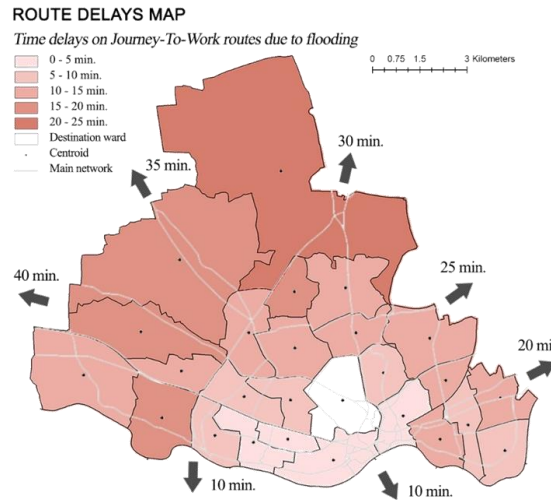 ROUTE DELAYS MAP
Time delays on Journey-To-Work routes due to flooding
0 - 5 min.
5 - 10 min.
10 - 15 min.
15 - 20 min.
20 - 25 min.
Destination ward
Centroid
Main network
0 0.75 1.5 3 Kilometers
30 min.
35 min.
40 min.
25 min.
20 mi
10 min.
10 min.